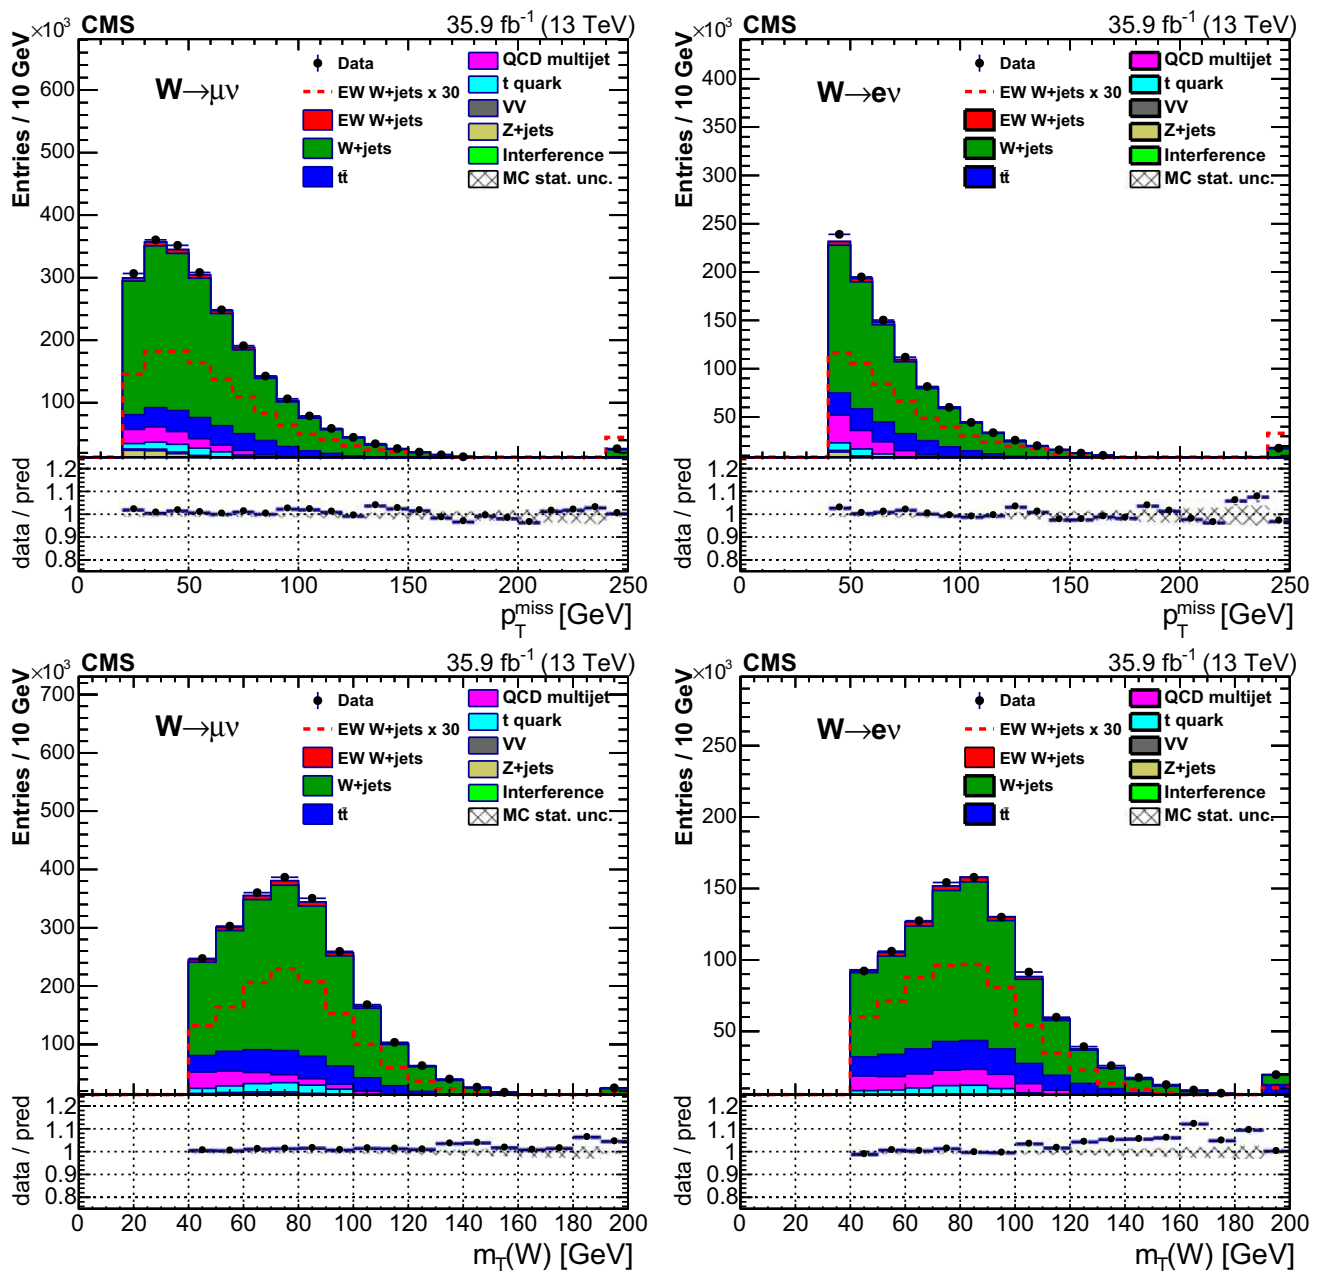 CMS 35.9 fb⁻¹ (13 TeV)
×10³
Entries / 10 GeV
W→μν
Data
EW W+jets x 30
EW W+jets
W+jets
tt̄
QCD multijet
t quark
VV
Z+jets
Interference
MC stat. unc.
600
500
400
300
200
100
data / pred
1.2
1.1
1
0.9
0.8
0 50 100 150 200 250
p_T^miss [GeV]
CMS 35.9 fb⁻¹ (13 TeV)
×10³
Entries / 10 GeV
W→eν
Data
EW W+jets x 30
EW W+jets
W+jets
tt̄
QCD multijet
t quark
VV
Z+jets
Interference
MC stat. unc.
400
350
300
250
200
150
100
50
data / pred
1.2
1.1
1
0.9
0.8
0 50 100 150 200 250
p_T^miss [GeV]
CMS 35.9 fb⁻¹ (13 TeV)
×10³
Entries / 10 GeV
W→μν
Data
EW W+jets x 30
EW W+jets
W+jets
tt̄
QCD multijet
t quark
VV
Z+jets
Interference
MC stat. unc.
700
600
500
400
300
200
100
data / pred
1.2
1.1
1
0.9
0.8
0 20 40 60 80 100 120 140 160 180 200
m_T(W) [GeV]
CMS 35.9 fb⁻¹ (13 TeV)
×10³
Entries / 10 GeV
W→eν
Data
EW W+jets x 30
EW W+jets
W+jets
tt̄
QCD multijet
t quark
VV
Z+jets
Interference
MC stat. unc.
250
200
150
100
50
data / pred
1.2
1.1
1
0.9
0.8
0 20 40 60 80 100 120 140 160 180 200
m_T(W) [GeV]